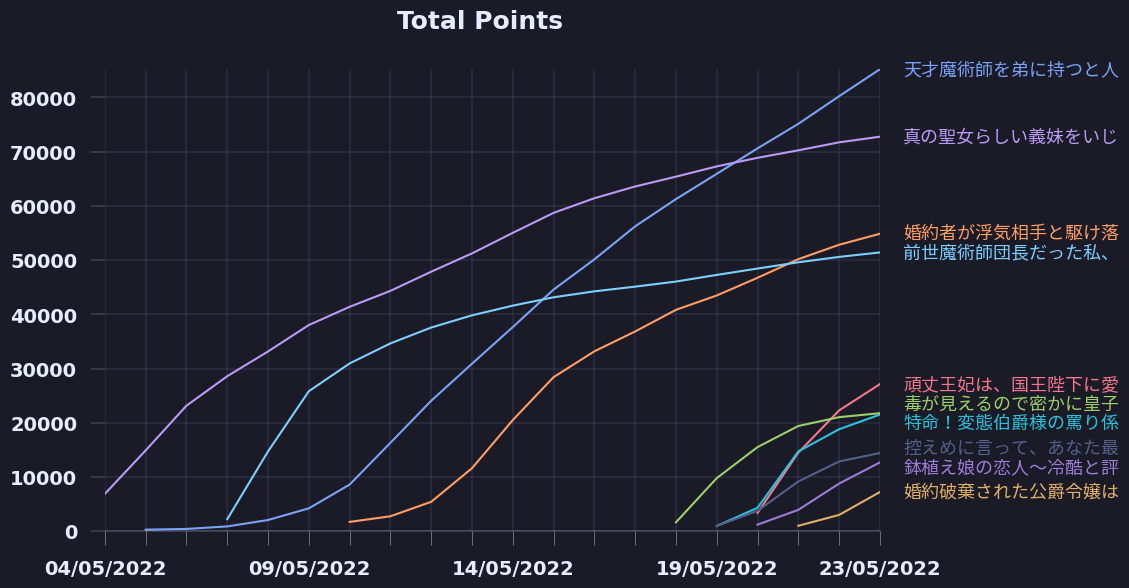 Total Points
80000
70000
60000
50000
40000
30000
20000
10000
0
04/05/2022
09/05/2022
14/05/2022
19/05/2022
23/05/2022
天才魔術師を弟に持つと人
真の聖女らしい義妹をいじ
婚約者が浮気相手と駆け落
前世魔術師団長だった私、
頑丈王妃は、国王陛下に愛
毒が見えるので密かに皇子
特命！変態伯爵様の罵り係
控えめに言って、あなた最
鉢植え娘の恋人～冷酷と評
婚約破棄された公爵令嬢は